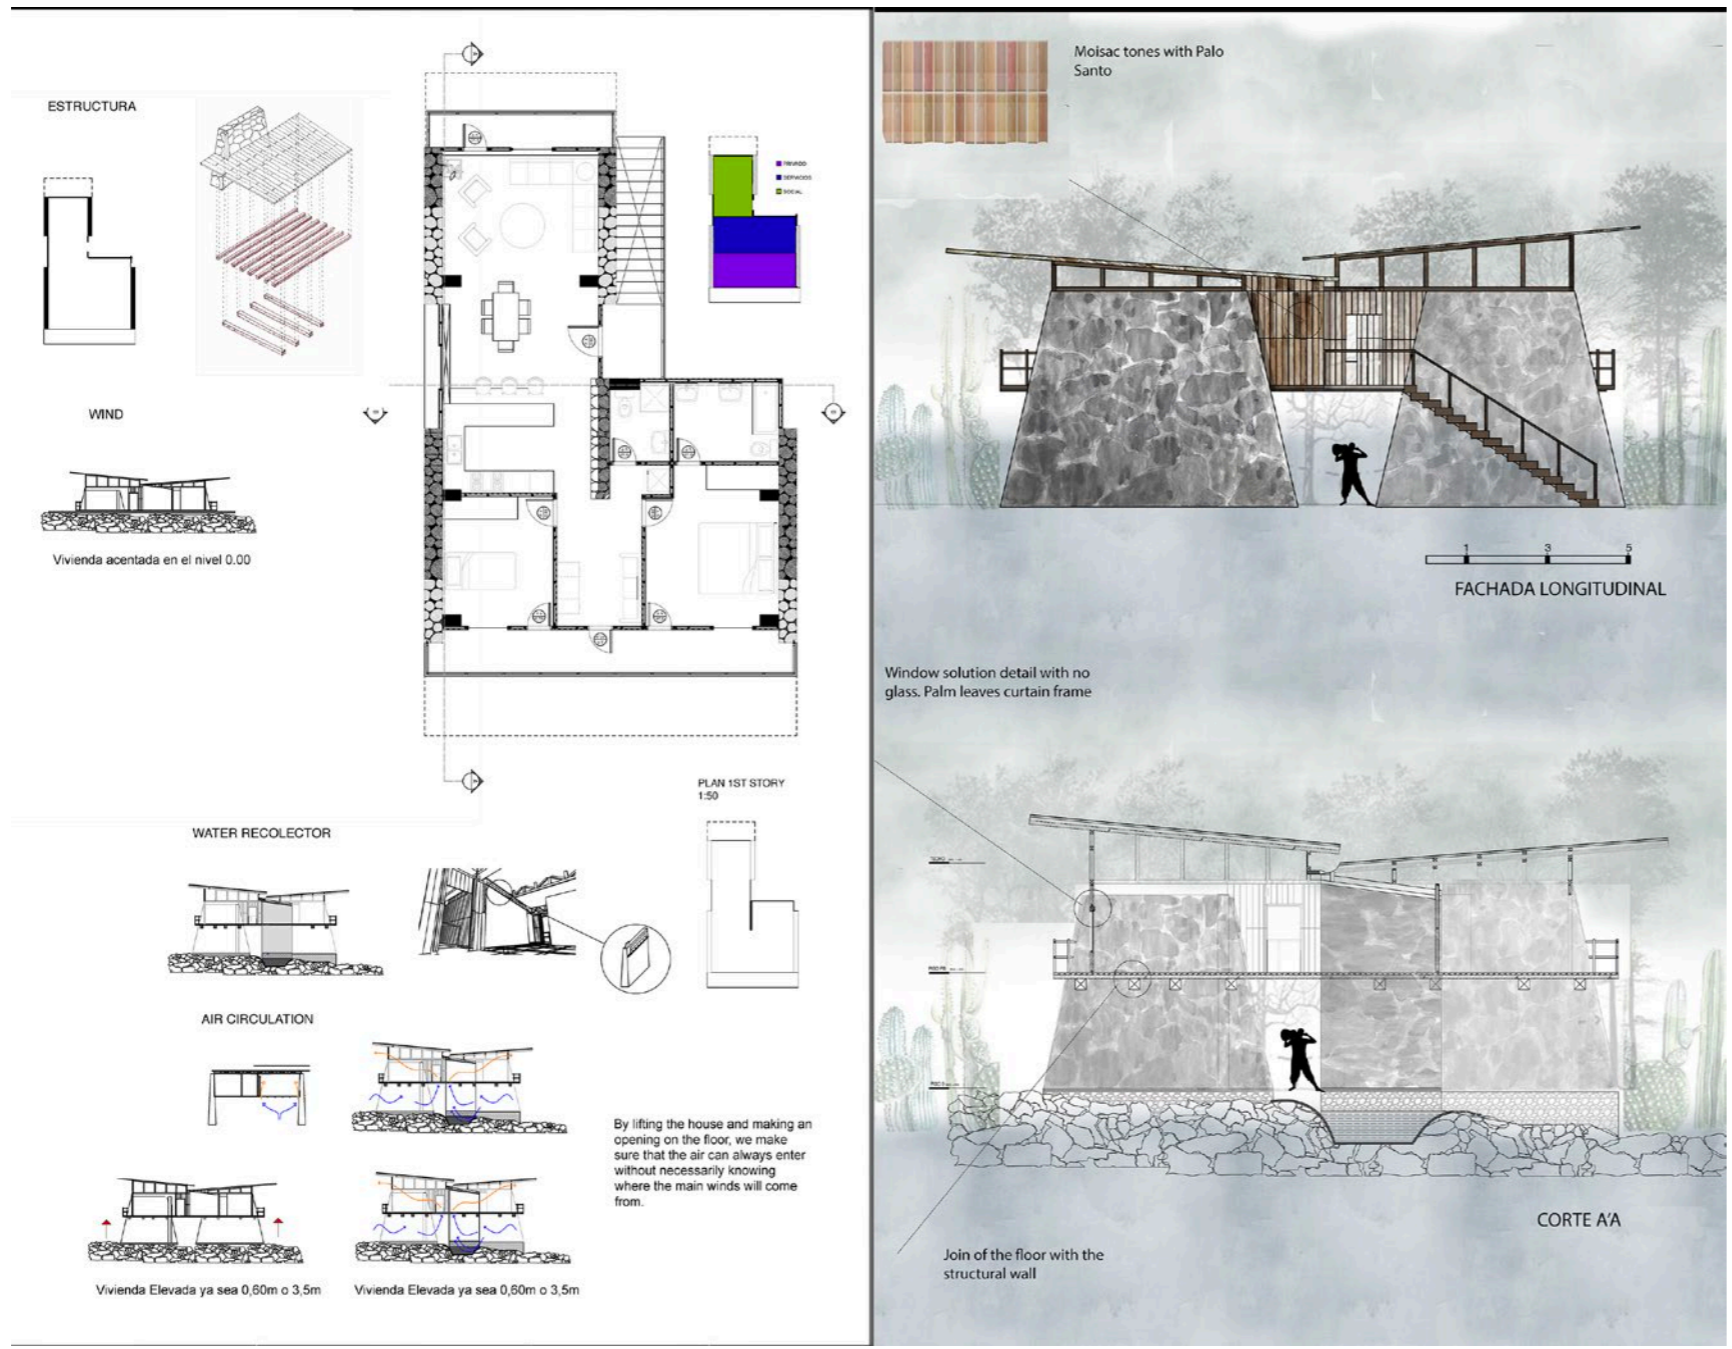 ESTRUCTURA
PRIVADO
SERVICIOS
SOCIAL
WIND
Vivienda acentada en el nivel 0.00
PLAN 1ST STORY
1:50
WATER RECOLECTOR
AIR CIRCULATION
By lifting the house and making an
opening on the floor, we make
sure that the air can always enter
without necessarily knowing
where the main winds will come
from.
Vivienda Elevada ya sea 0,60m o 3,5m
Vivienda Elevada ya sea 0,60m o 3,5m
Moisac tones with Palo
Santo
1 3 5
FACHADA LONGITUDINAL
Window solution detail with no
glass. Palm leaves curtain frame
CORTE A'A
Join of the floor with the
structural wall